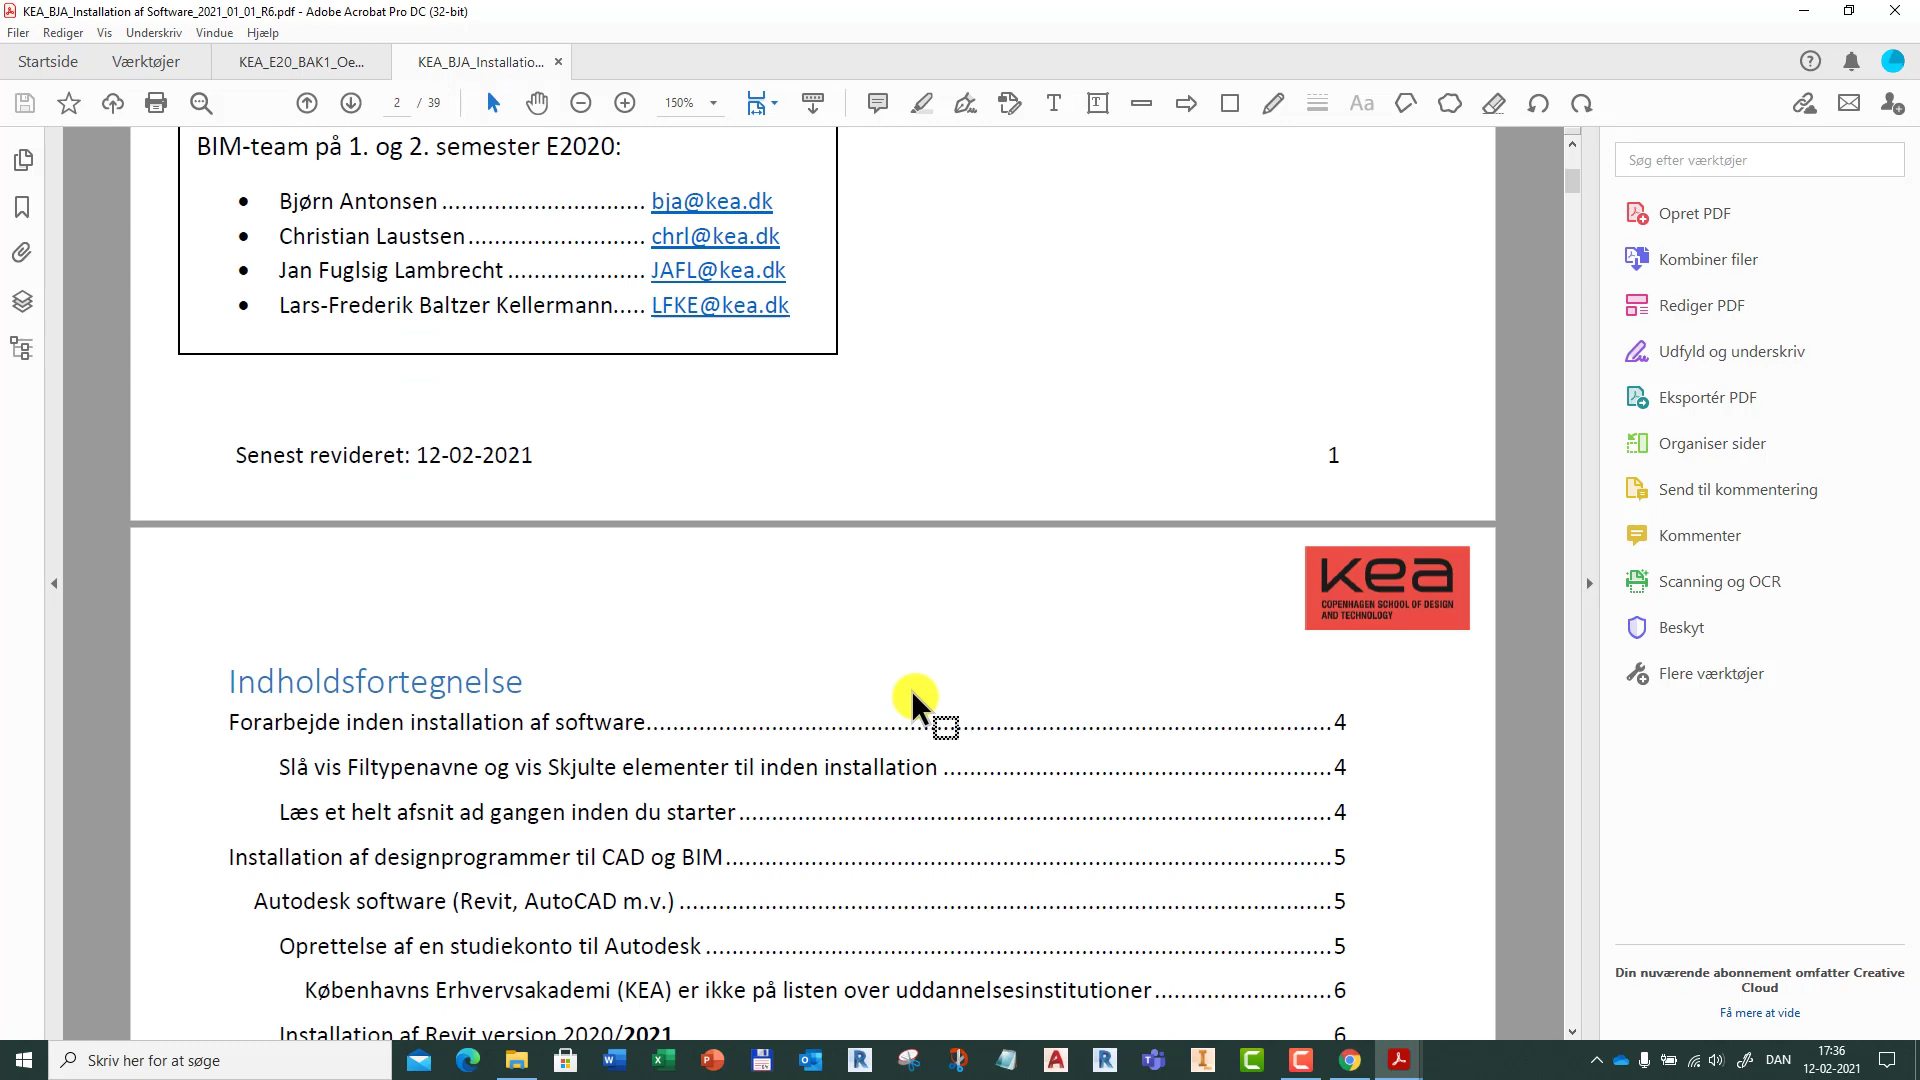 KEA_BJA_Installation af Software_2021_01_01_R6.pdf - Adobe Acrobat Pro DC (32-bit)
Filer Rediger Vis Underskriv Vindue Hjælp
Startside Værktøjer KEA_E20_BAK1_Oe... KEA_BJA_Installatio... ×
2 / 39 150%
BIM-team på 1. og 2. semester E2020:
• Bjørn Antonsen............................... bja@kea.dk
• Christian Laustsen........................... chrl@kea.dk
• Jan Fuglsig Lambrecht ..................... JAFL@kea.dk
• Lars-Frederik Baltzer Kellermann..... LFKE@kea.dk
Senest revideret: 12-02-2021 1
kea
COPENHAGEN SCHOOL OF DESIGN
AND TECHNOLOGY
Indholdsfortegnelse
Forarbejde inden installation af software..........4
Slå vis Filtypenavne og vis Skjulte elementer til inden installation ..........4
Læs et helt afsnit ad gangen inden du starter..........4
Installation af designprogrammer til CAD og BIM..........5
Autodesk software (Revit, AutoCAD m.v.) ..........5
Oprettelse af en studiekonto til Autodesk ..........5
Københavns Erhvervsakademi (KEA) er ikke på listen over uddannelsesinstitutioner..........6
Installation af Revit version 2020/2021 6
Søg efter værktøjer
Opret PDF
Kombiner filer
Rediger PDF
Udfyld og underskriv
Eksportér PDF
Organiser sider
Send til kommentering
Kommenter
Scanning og OCR
Beskyt
Flere værktøjer
Din nuværende abonnement omfatter Creative
Cloud
Få mere at vide
Skriv her for at søge
DAN
17:36
12-02-2021